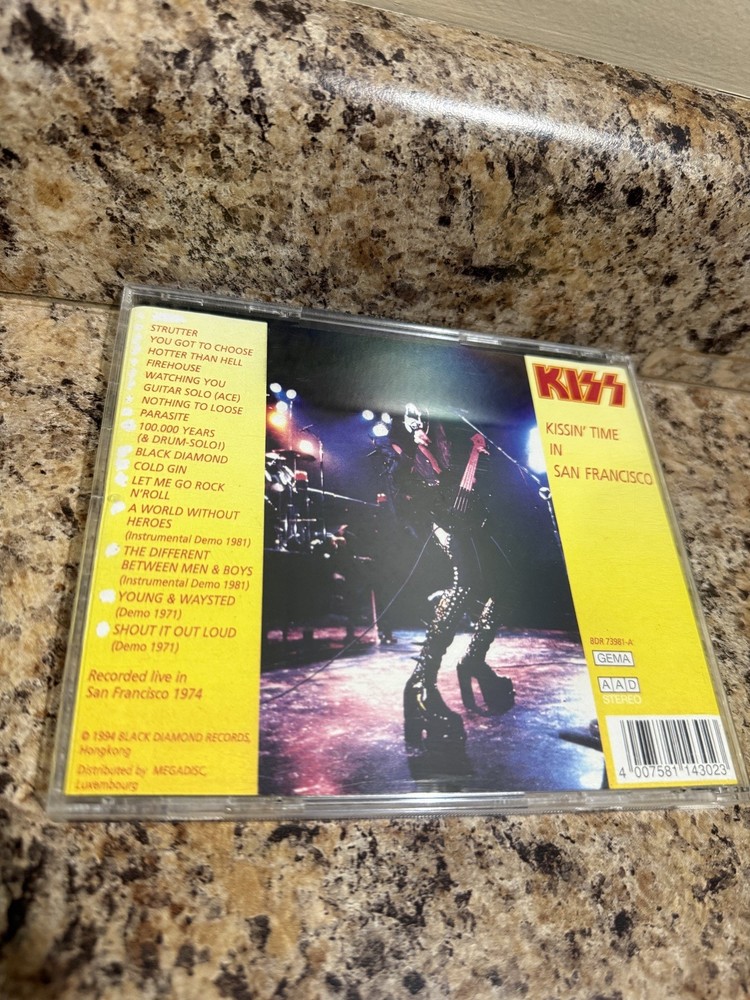 STRUTTER
YOU GOT TO CHOOSE
HOTTER THAN HELL
FIREHOUSE
WATCHING YOU
GUITAR SOLO (ACE)
NOTHING TO LOOSE
PARASITE
100.000 YEARS
(& DRUM-SOLO!)
BLACK DIAMOND
COLD GIN
LET ME GO ROCK
N'ROLL
A WORLD WITHOUT
HEROES
(Instrumental Demo 1981)
THE DIFFERENT
BETWEEN MEN & BOYS
(Instrumental Demo 1981)
YOUNG & WAYSTED
(Demo 1971)
SHOUT IT OUT LOUD
(Demo 1971)
Recorded live in
San Francisco 1974
© 1994 BLACK DIAMOND RECORDS,
Hongkong
Distributed by MEGADISC,
Luxembourg
KISS
KISSIN' TIME
IN
SAN FRANCISCO
BDR 73981-A:
GEMA
AAD
STEREO
4 007581 143023